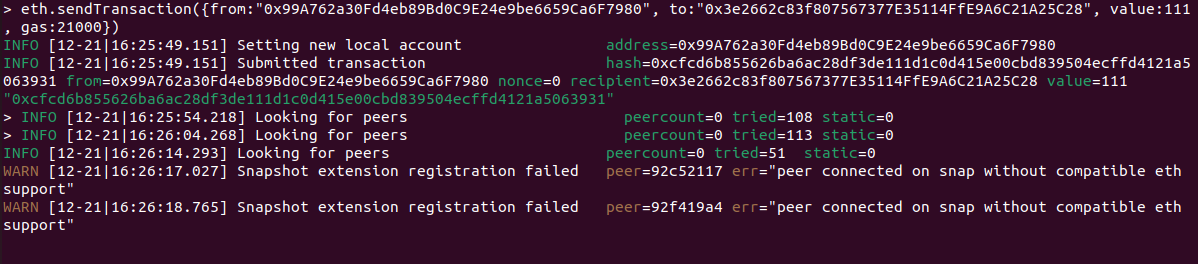 > eth.sendTransaction({from:"0x99A762a30Fd4eb89Bd0C9E24e9be6659Ca6F7980", to:"0x3e2662c83f807567377E35114FfE9A6C21A25C28", value:111
, gas:21000})
INFO [12-21|16:25:49.151] Setting new local account address=0x99A762a30Fd4eb89Bd0C9E24e9be6659Ca6F7980
INFO [12-21|16:25:49.151] Submitted transaction hash=0xcfcd6b855626ba6ac28df3de111d1c0d415e00cbd839504ecffd4121a5
063931 from=0x99A762a30Fd4eb89Bd0C9E24e9be6659Ca6F7980 nonce=0 recipient=0x3e2662c83f807567377E35114FfE9A6C21A25C28 value=111
"0xcfcd6b855626ba6ac28df3de111d1c0d415e00cbd839504ecffd4121a5063931"
> INFO [12-21|16:25:54.218] Looking for peers peercount=0 tried=108 static=0
> INFO [12-21|16:26:04.268] Looking for peers peercount=0 tried=113 static=0
INFO [12-21|16:26:14.293] Looking for peers peercount=0 tried=51 static=0
WARN [12-21|16:26:17.027] Snapshot extension registration failed peer=92c52117 err="peer connected on snap without compatible eth
support"
WARN [12-21|16:26:18.765] Snapshot extension registration failed peer=92f419a4 err="peer connected on snap without compatible eth
support"